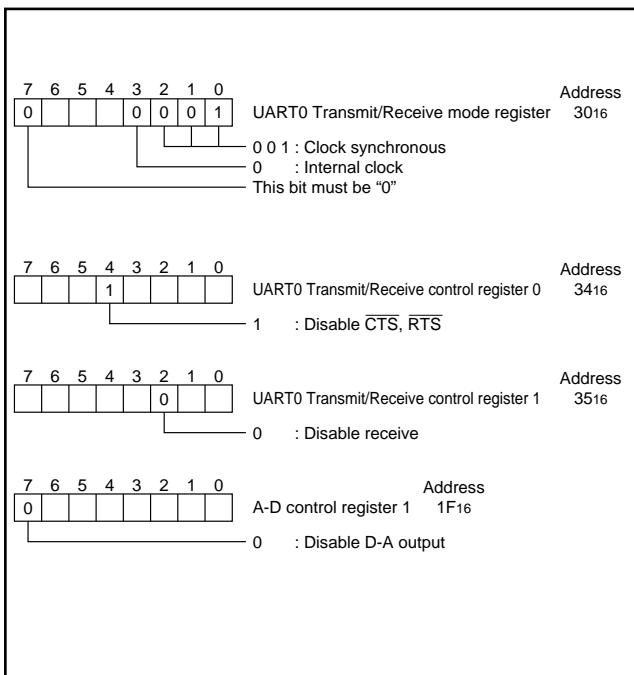 Address
7 6 5 4 3 2 1 0
0 0 0 0 1 UART0 Transmit/Receive mode register 3016
0 0 1 : Clock synchronous
0 : Internal clock
This bit must be “0”
Address
7 6 5 4 3 2 1 0
1 UART0 Transmit/Receive control register 0 3416
1 : Disable CTS, RTS
Address
7 6 5 4 3 2 1 0
0 UART0 Transmit/Receive control register 1 3516
0 : Disable receive
Address
7 6 5 4 3 2 1 0
0 A-D control register 1 1F16
0 : Disable D-A output